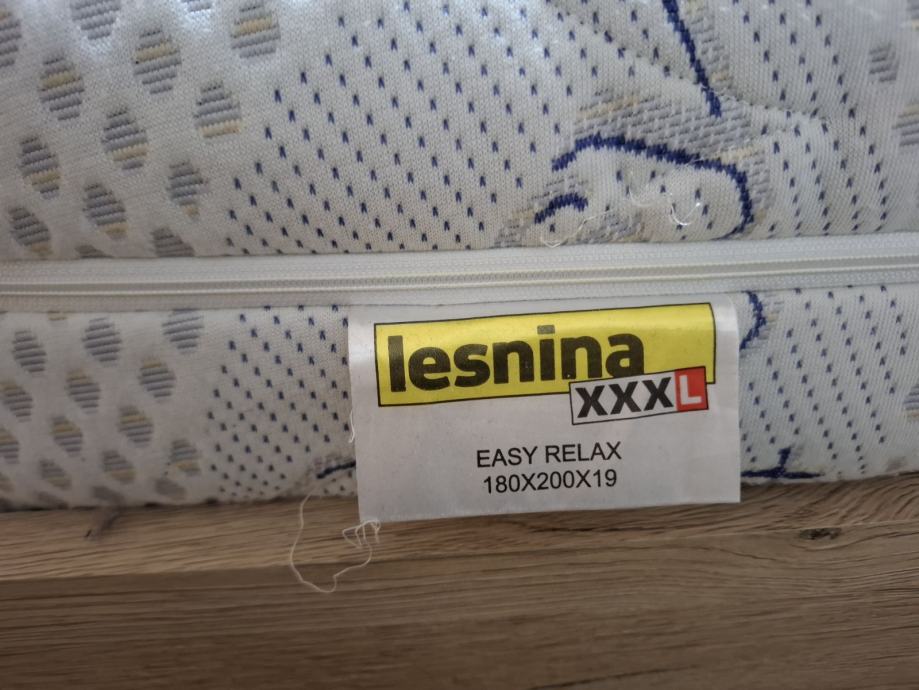 lesnina
XXXL
EASY RELAX
180X200X19